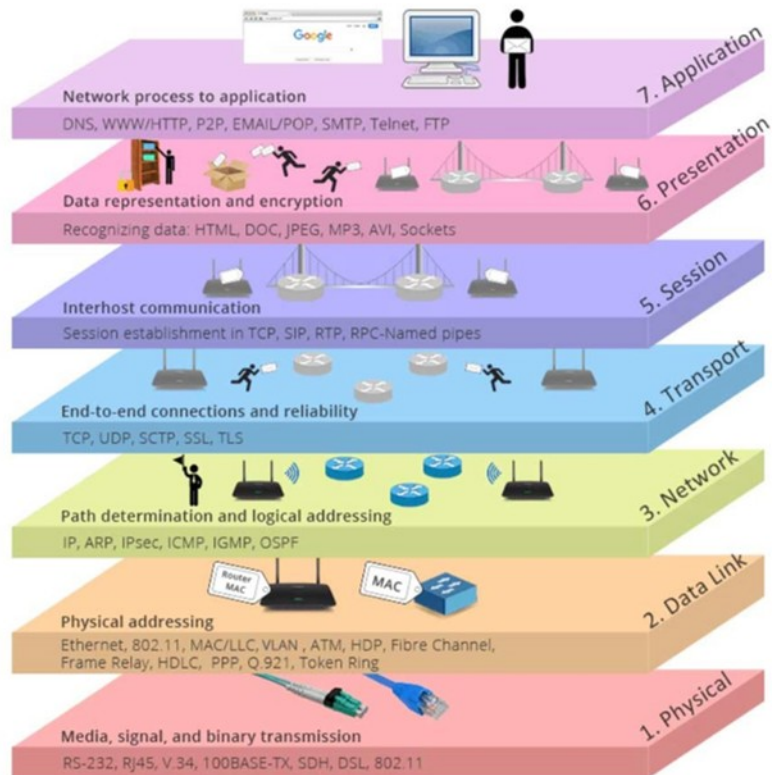 Google
7. Application
Network process to application
DNS, WWW/HTTP, P2P, EMAIL/POP, SMTP, Telnet, FTP
6. Presentation
Data representation and encryption
Recognizing data: HTML, DOC, JPEG, MP3, AVI, Sockets
5. Session
Interhost communication
Session establishment in TCP, SIP, RTP, RPC-Named pipes
4. Transport
End-to-end connections and reliability
TCP, UDP, SCTP, SSL, TLS
3. Network
Path determination and logical addressing
IP, ARP, IPsec, ICMP, IGMP, OSPF
Router
MAC
MAC
2. Data Link
Physical addressing
Ethernet, 802.11, MAC/LLC, VLAN , ATM, HDP, Fibre Channel,
Frame Relay, HDLC, PPP, Q.921, Token Ring
1. Physical
Media, signal, and binary transmission
RS-232, RJ45, V.34, 100BASE-TX, SDH, DSL, 802.11